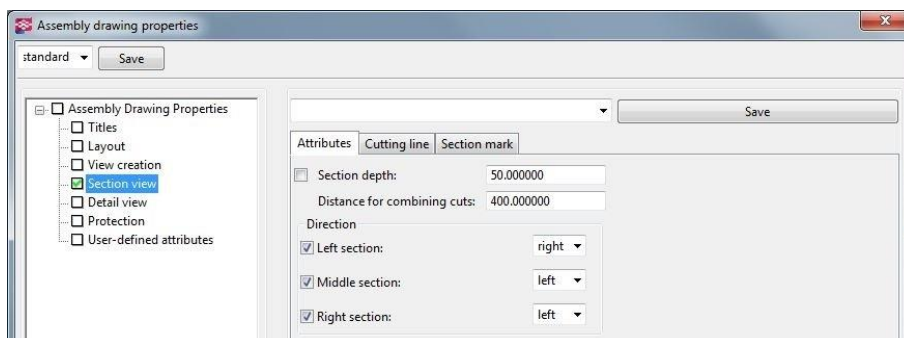 Assembly drawing properties
standard Save
Assembly Drawing Properties
Titles
Layout
View creation
Section view
Detail view
Protection
User-defined attributes
Save
Attributes Cutting line Section mark
Section depth: 50.000000
Distance for combining cuts: 400.000000
Direction
Left section: right
Middle section: left
Right section: left